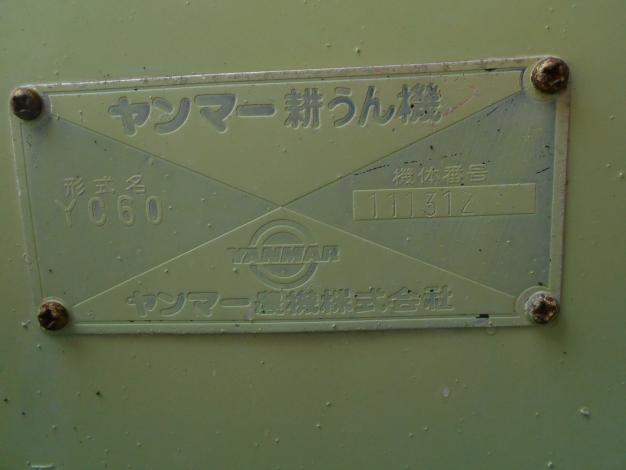 ヤンマー耕うん機
形式名
YC60
機体番号
111312
YANMAR
ヤンマー農機株式会社